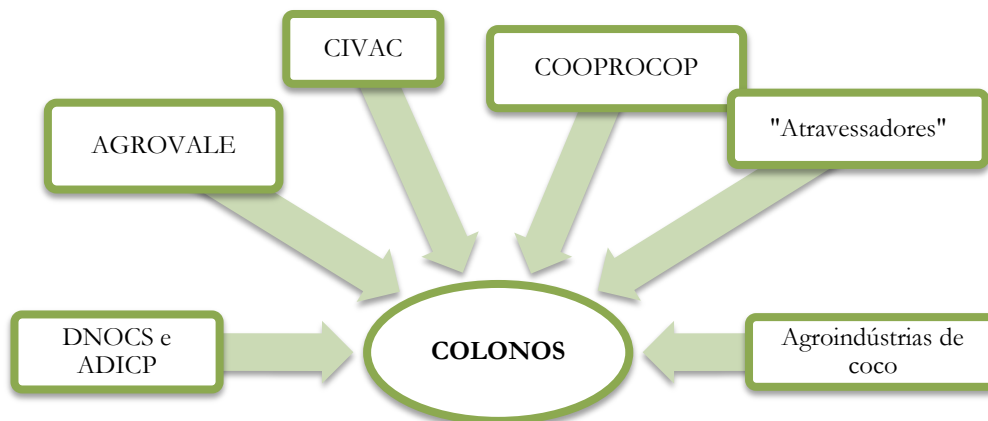 CIVAC
COOPROCOP
"Atravessadores"
AGROVALE
DNOCS e
ADICP
COLONOS
Agroindústrias de
coco